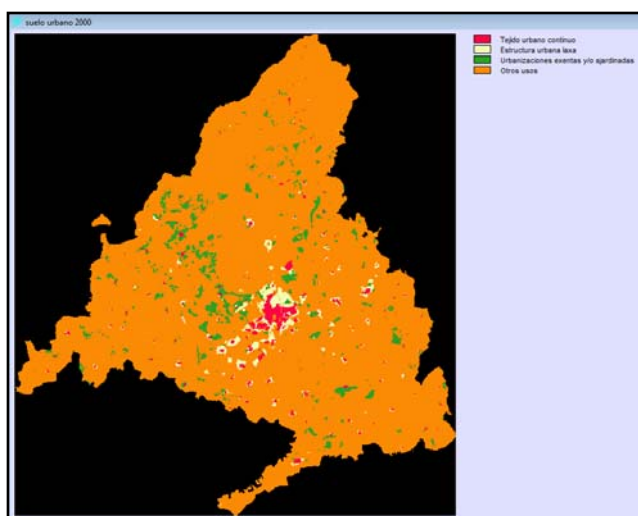 suelo urbano 2000
Tejido urbano continuo
Estructura urbana laxa
Urbanizaciones exentas y/o ajardinadas
Otros usos